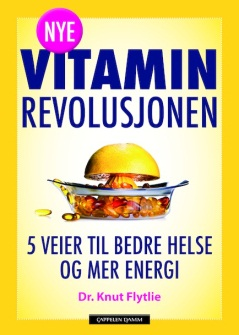 NYE
VITAMIN
REVOLUSJONEN
5 VEIER TIL BEDRE HELSE
OG MER ENERGI
Dr. Knut Flytlie
CAPPELEN DAMM